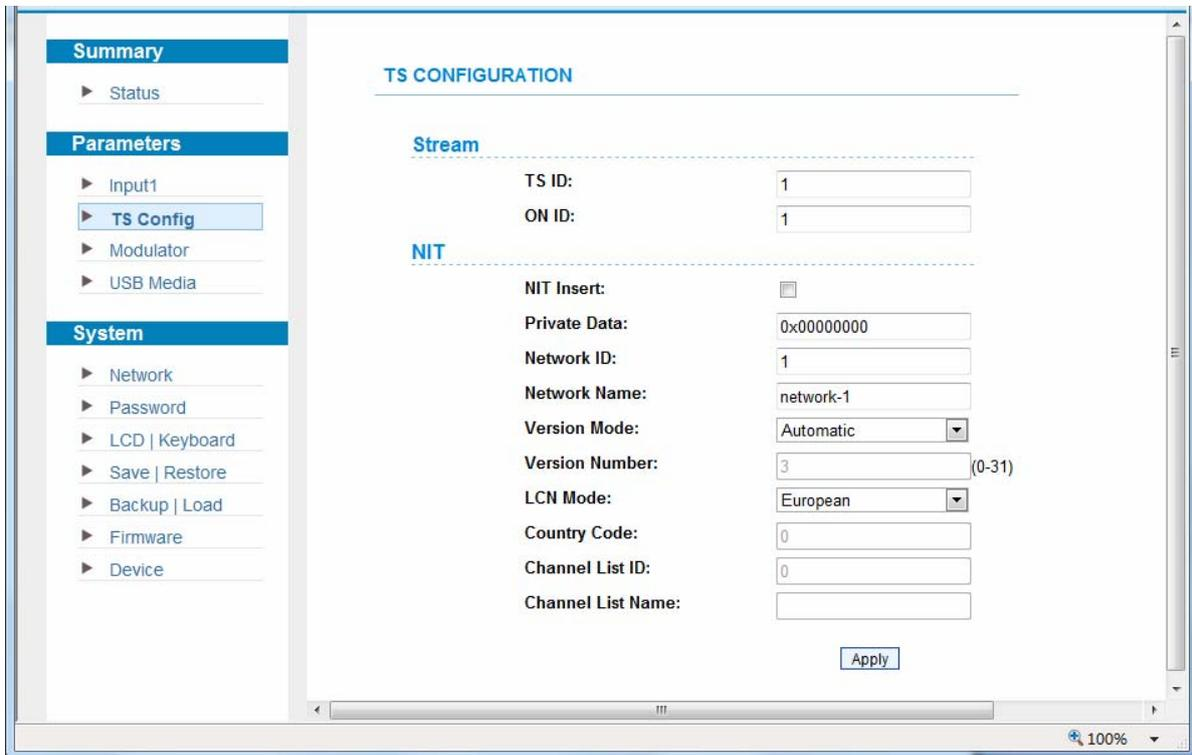 Summary
Status
Parameters
Input1
TS Config
Modulator
USB Media
System
Network
Password
LCD | Keyboard
Save | Restore
Backup | Load
Firmware
Device
TS CONFIGURATION
Stream
TS ID: 1
ON ID: 1
NIT
NIT Insert:
Private Data: 0x00000000
Network ID: 1
Network Name: network-1
Version Mode: Automatic
Version Number: 3 (0-31)
LCN Mode: European
Country Code: 0
Channel List ID: 0
Channel List Name:
Apply
100%